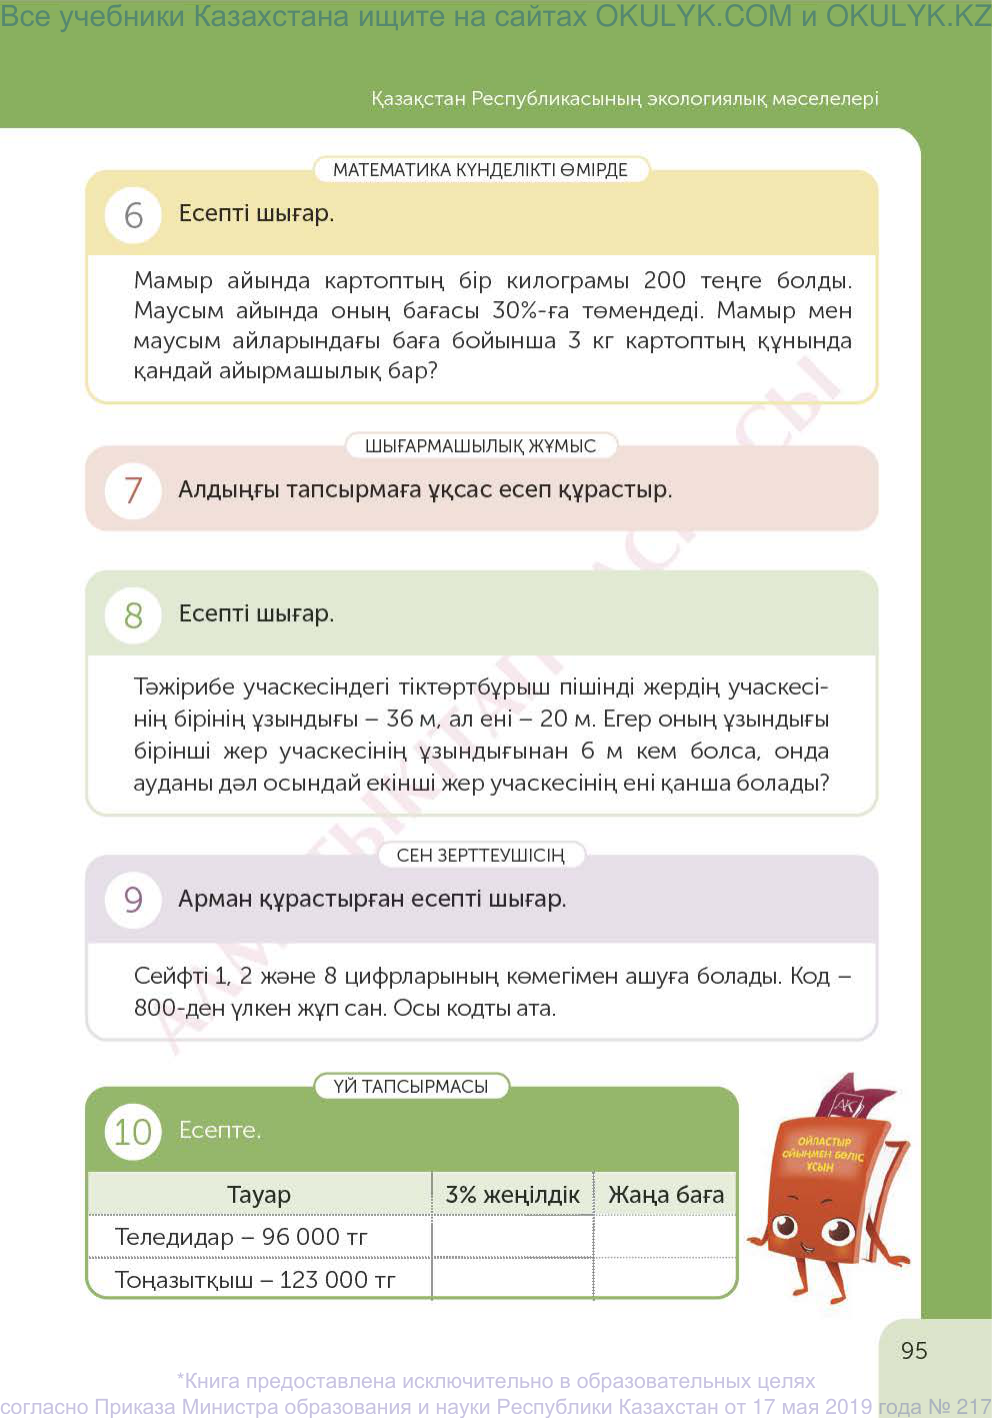 Все учебники Казахстана ищите на сайтах OKULYK.COM и OKULYK.KZ
Қазақстан Республикасының экологиялық мәселелері
МАТЕМАТИКА КҮНДЕЛІКТІ ӨМІРДЕ
6 Есепті шығар.
Мамыр айында картоптың бір килограмы 200 теңге болды.
Маусым айында оның бағасы 30%-ға төмендеді. Мамыр мен
маусым айларындағы баға бойынша 3 кг картоптың құнында
қандай айырмашылық бар?
ШЫҒАРМАШЫЛЫҚ ЖҰМЫС
7 Алдыңғы тапсырмаға ұқсас есеп құрастыр.
8 Есепті шығар.
Тәжірибе учаскесіндегі тіктөртбұрыш пішінді жердің учаскесі-
нің бірінің ұзындығы – 36 м, ал ені – 20 м. Егер оның ұзындығы
бірінші жер учаскесінің ұзындығынан 6 м кем болса, онда
ауданы дәл осындай екінші жер учаскесінің ені қанша болады?
СЕН ЗЕРТТЕУШІСІҢ
9 Арман құрастырған есепті шығар.
Сейфті 1, 2 және 8 цифрларының көмегімен ашуға болады. Код –
800-ден үлкен жұп сан. Осы кодты ата.
ҮЙ ТАПСЫРМАСЫ
10 Есепте.
Тауар 3% жеңілдік Жаңа баға
Теледидар – 96 000 тг
Тоңазытқыш – 123 000 тг
АК
ОЙЛАСТЫР
ОЙЫҢМЕН БӨЛІС
ҰСЫН
95
*Книга предоставлена исключительно в образовательных целях
согласно Приказа Министра образования и науки Республики Казахстан от 17 мая 2019 года № 217